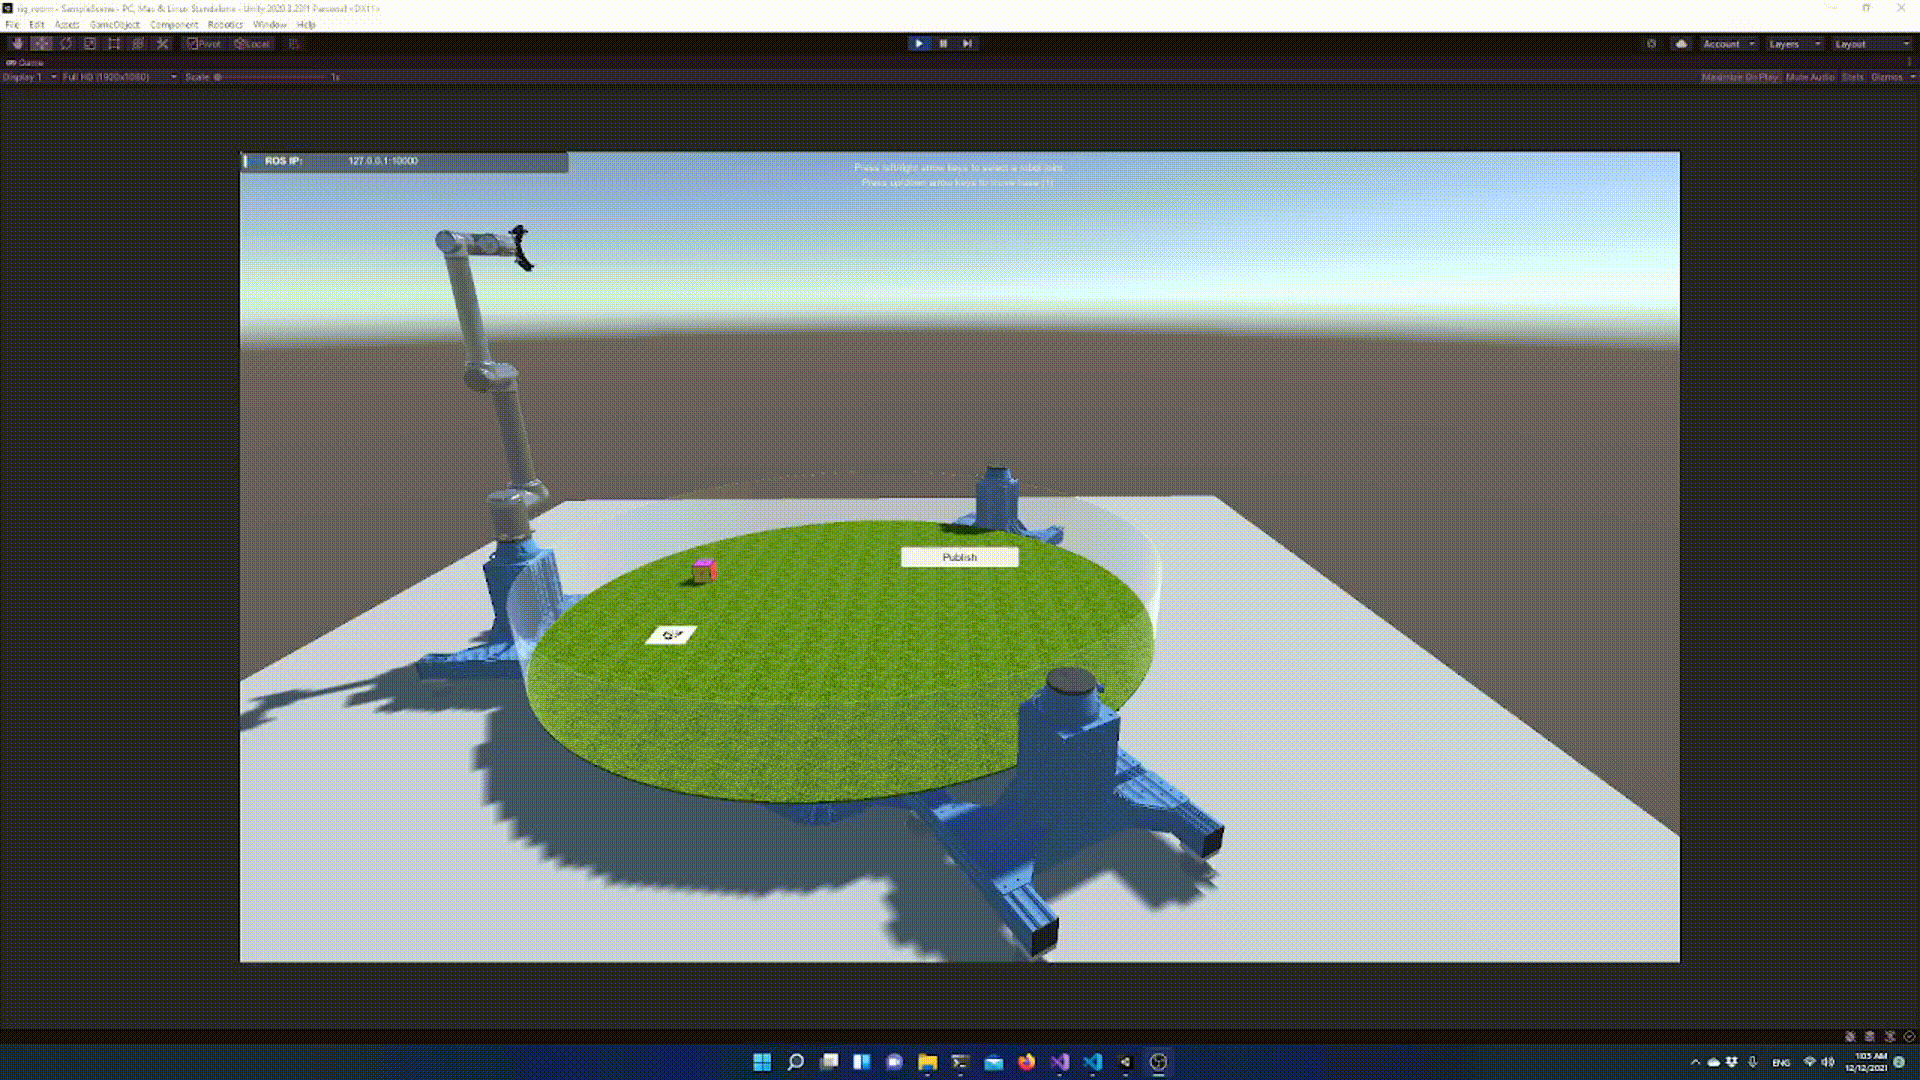 rig_room - SampleScene - PC, Mac & Linux Standalone - Unity 2020.3.23f1 Personal <DX11>
File Edit Assets GameObject Component Robotics Window Help
Pivot Local Account Layers Layout
Game
Display 1 Full HD (1920x1080) Scale 1x Maximize On Play Mute Audio Stats Gizmos
ROS IP: 127.0.0.1:10000
Press left/right arrow keys to select a robot joint
Press up/down arrow keys to move base (1)
Publish
ENG
1:03 AM
12/12/2021